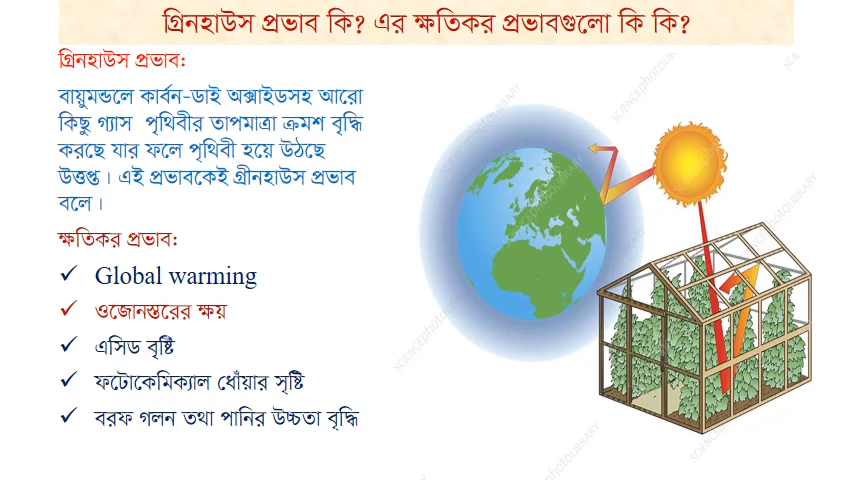 গ্রিনহাউস প্রভাব কি? এর ক্ষতিকর প্রভাবগুলো কি কি?
গ্রিনহাউস প্রভাব:
বায়ুমন্ডলে কার্বন-ডাই অক্সাইডসহ আরো
কিছু গ্যাস পৃথিবীর তাপমাত্রা ক্রমশ বৃদ্ধি
করছে যার ফলে পৃথিবী হয়ে উঠছে
উত্তপ্ত। এই প্রভাবকেই গ্রীনহাউস প্রভাব
বলে।
ক্ষতিকর প্রভাব:
✓ Global warming
✓ ওজোনস্তরের ক্ষয়
✓ এসিড বৃষ্টি
✓ ফটোকেমিক্যাল ধোঁয়ার সৃষ্টি
✓ বরফ গলন তথা পানির উচ্চতা বৃদ্ধি
SCIENCEphotoLIBRARY